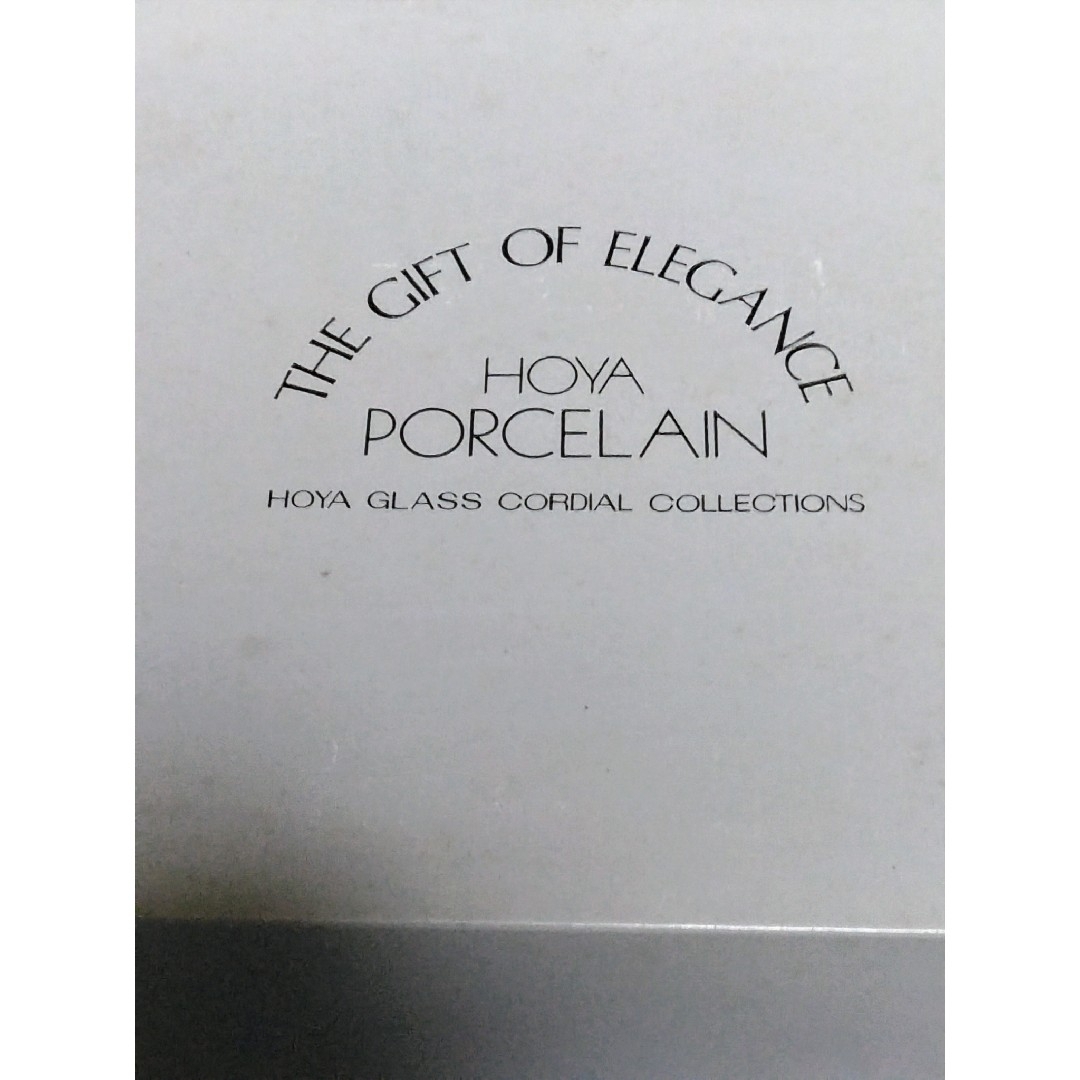 THE GIFT OF ELEGANCE
HOYA
PORCELAIN
HOYA GLASS CORDIAL COLLECTIONS